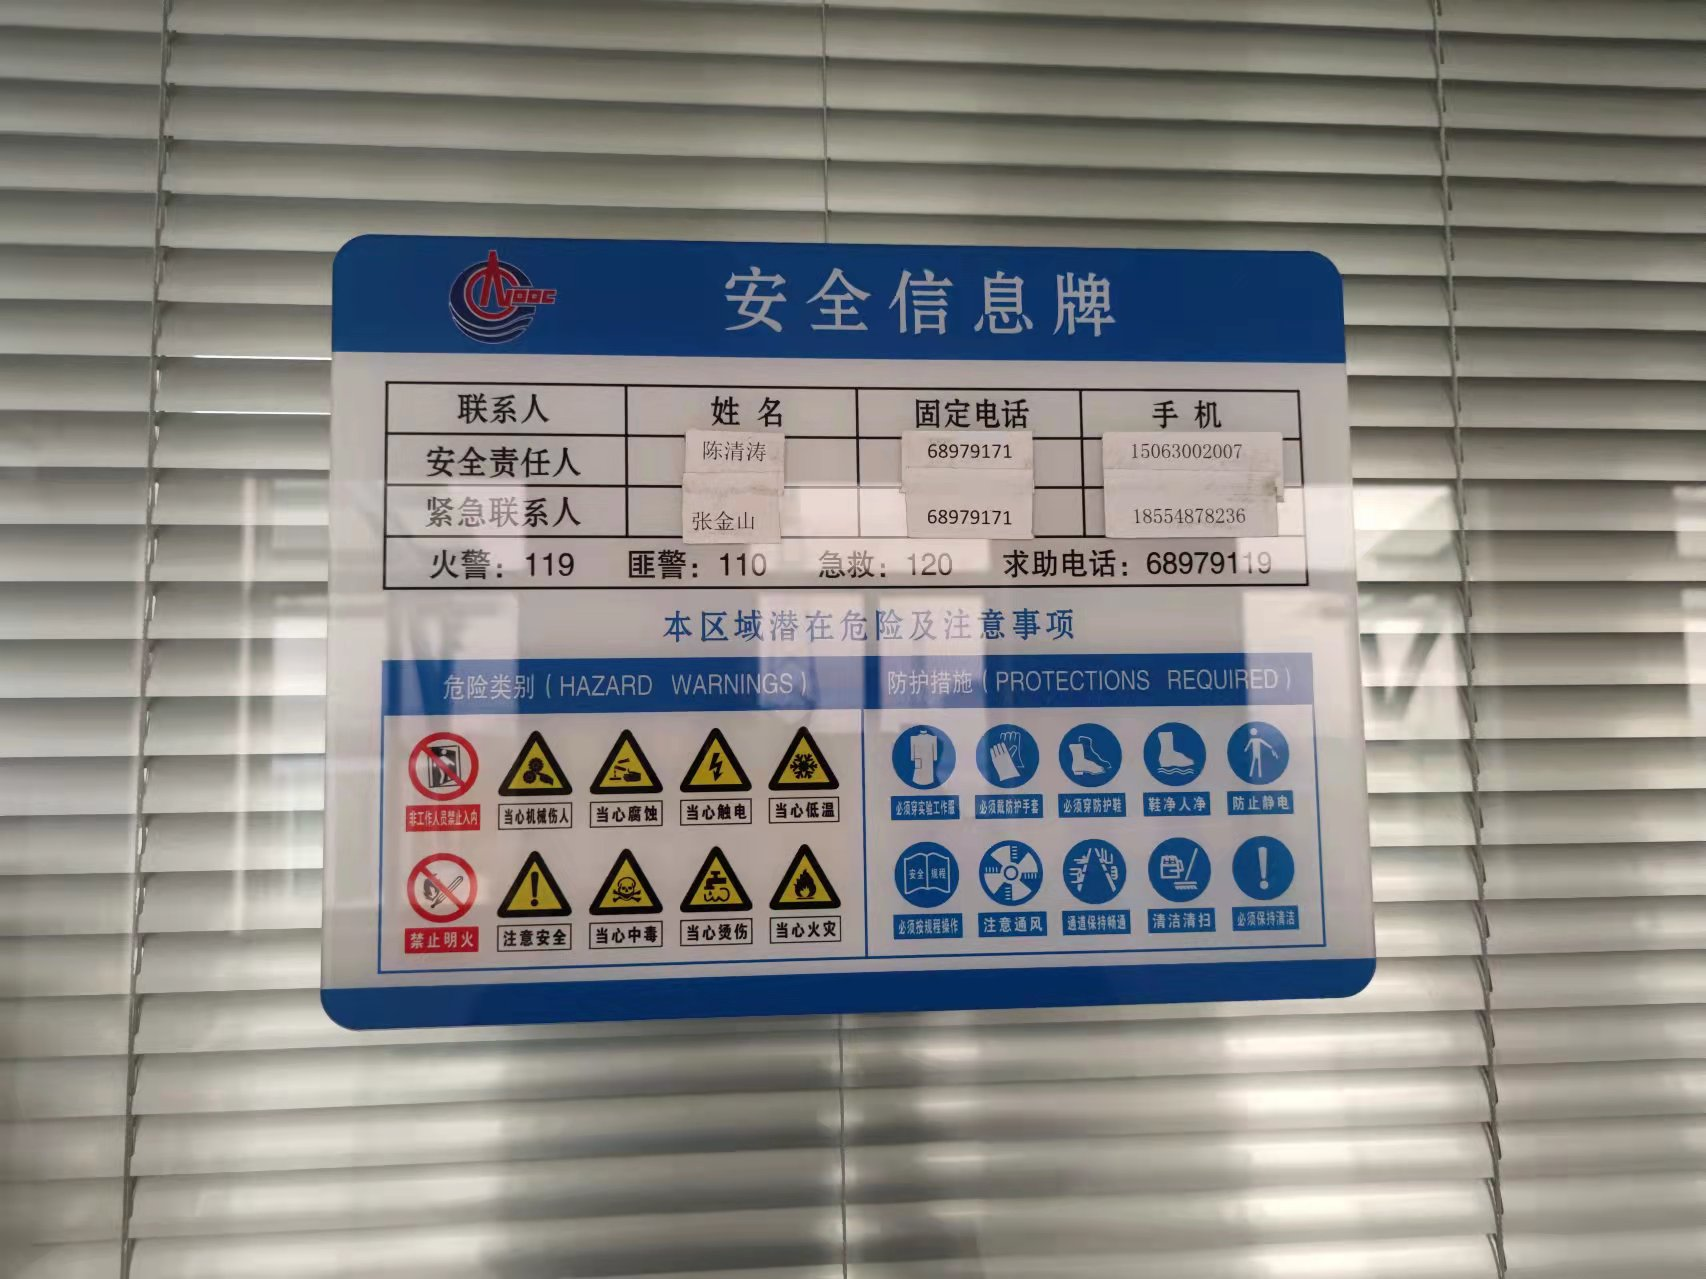 CNOOC
安全信息牌
联系人 姓名 固定电话 手机
安全责任人 陈清涛 68979171 15063002007
紧急联系人 张金山 68979171 18554878236
火警：119 匪警：110 急救：120 求助电话：68979119
本区域潜在危险及注意事项
危险类别（HAZARD WARNINGS） 防护措施（PROTECTIONS REQUIRED）
非工作人员禁止入内 当心机械伤人 当心腐蚀 当心触电 当心低温
必须穿实验工作服 必须戴防护手套 必须穿防护鞋 鞋净人净 防止静电
安全 规程
禁止明火 注意安全 当心中毒 当心烫伤 当心火灾
必须按规程操作 注意通风 通道保持畅通 清洁清扫 必须保持清洁